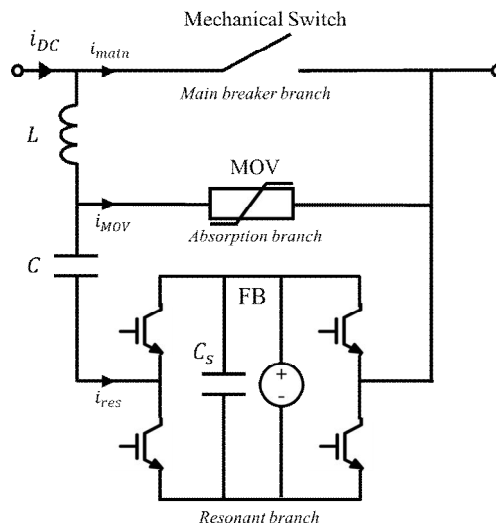 Mechanical Switch
i_DC
i_main
Main breaker branch
L
MOV
i_MOV
Absorption branch
C
FB
C_s
+
-
i_res
Resonant branch